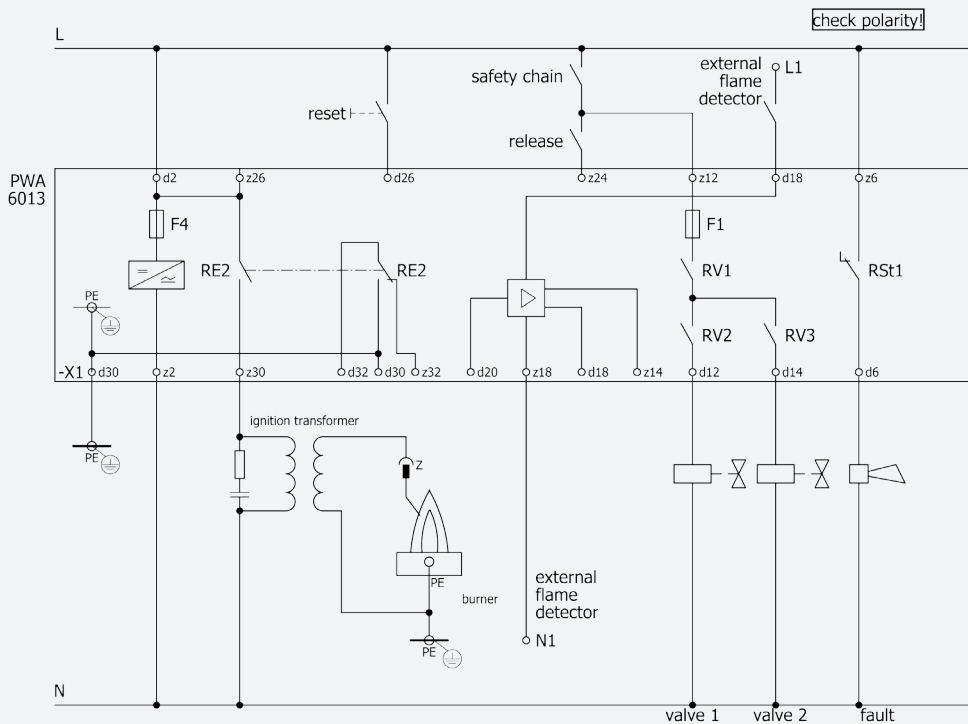 check polarity!
L
safety chain
external
flame
detector
L1
reset
release
PWA
6013
d2
z26
d26
z24
z12
d18
z6
F4
F1
RE2
RE2
RV1
RSt1
PE
RV2
RV3
-X1
d30
z2
z30
d32
d30
z32
d20
z18
d18
z14
d12
d14
d6
ignition transformer
PE
Z
PE
burner
external
flame
detector
N1
PE
N
valve 1
valve 2
fault